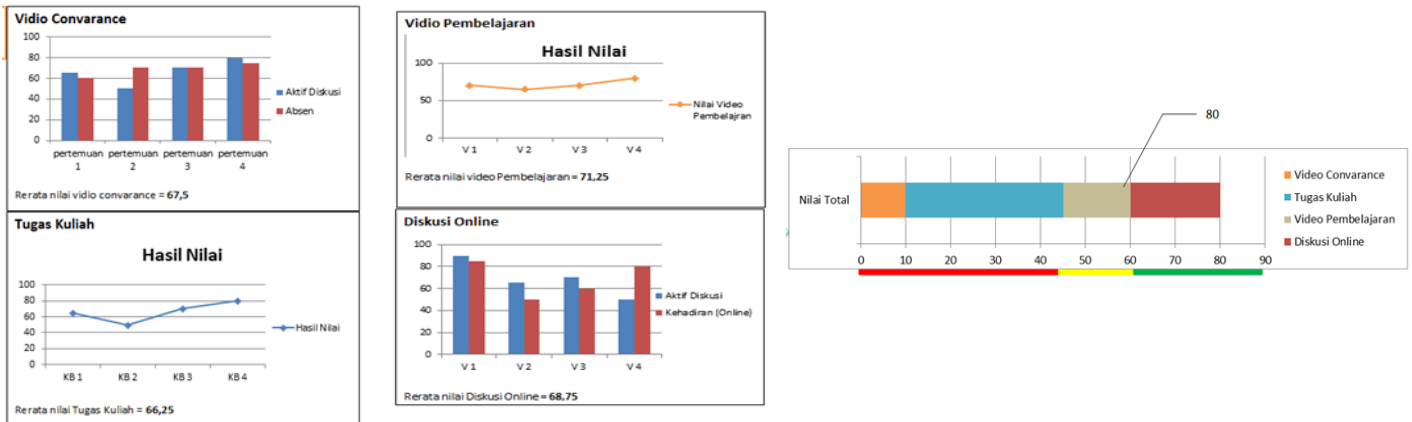 Vidio Convarance
100
80
60
40
20
0
pertemuan 1
pertemuan 2
pertemuan 3
pertemuan 4
Aktif Diskusi
Absen
Rerata nilai vidio convarance = 67,5
Tugas Kuliah
Hasil Nilai
100
80
60
40
20
0
KB 1 KB 2 KB 3 KB 4
Hasil Nilai
Rerata nilai Tugas Kuliah = 66,25
Vidio Pembelajaran
Hasil Nilai
100
50
0
V 1 V 2 V 3 V 4
Nilai Video
Pembelajran
Rerata nilai video Pembelajaran = 71,25
Diskusi Online
100
80
60
40
20
0
V 1 V 2 V 3 V 4
Aktif Diskusi
Kehadiran (Online)
Rerata nilai Diskusi Online = 68,75
80
Nilai Total
0 10 20 30 40 50 60 70 80 90
Video Convarance
Tugas Kuliah
Video Pembelajaran
Diskusi Online